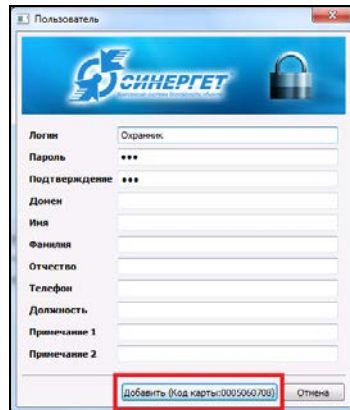 Пользователь
СИНЕРГЕТ
Логин
Охранник
Пароль
•••
Подтверждение
•••
Домен
Имя
Фамилия
Отчество
Телефон
Должность
Примечание 1
Примечание 2
Добавить (Код карты:0005060708)
Отмена